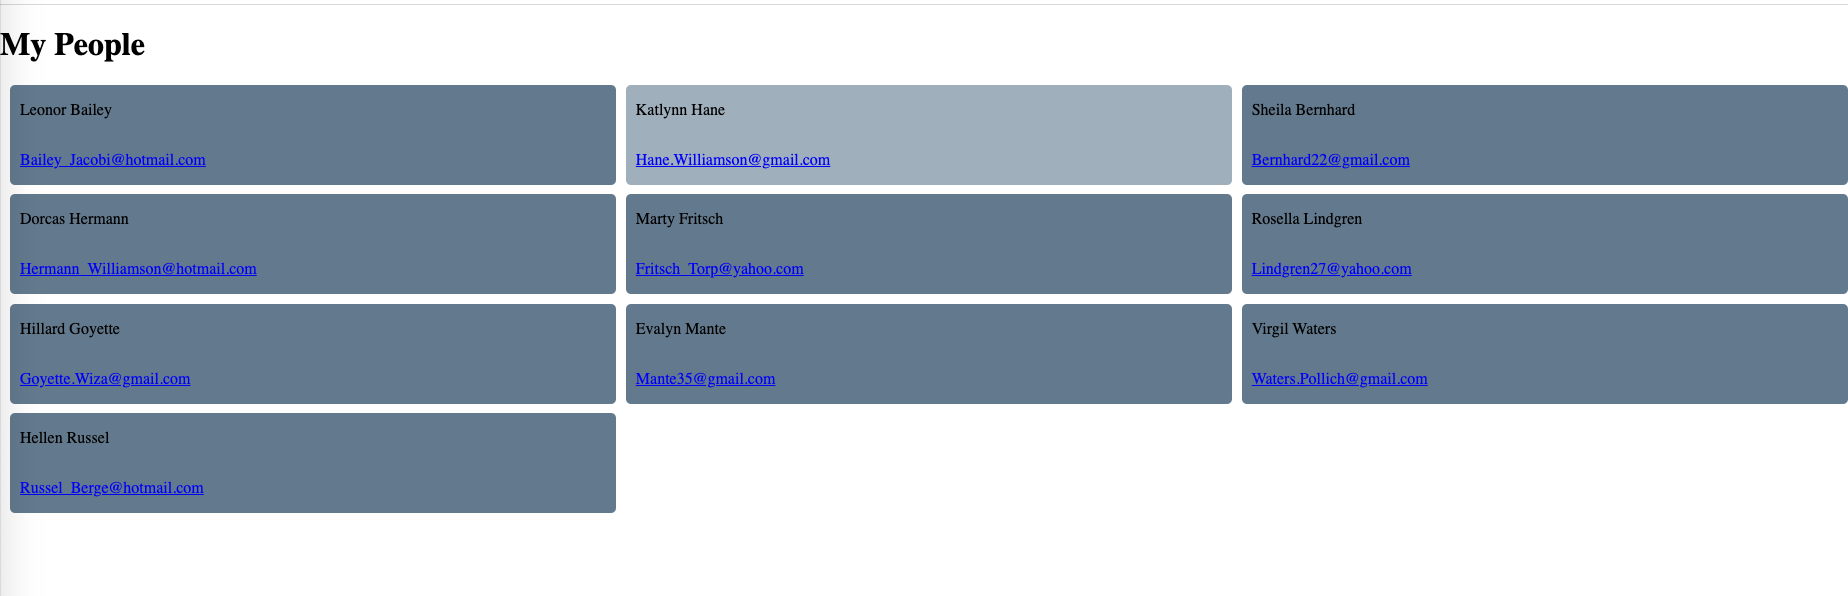 My People
Leonor Bailey
Bailey_Jacobi@hotmail.com
Katlynn Hane
Hane.Williamson@gmail.com
Sheila Bernhard
Bernhard22@gmail.com
Dorcas Hermann
Hermann_Williamson@hotmail.com
Marty Fritsch
Fritsch_Torp@yahoo.com
Rosella Lindgren
Lindgren27@yahoo.com
Hillard Goyette
Goyette.Wiza@gmail.com
Evalyn Mante
Mante35@gmail.com
Virgil Waters
Waters.Pollich@gmail.com
Hellen Russel
Russel_Berge@hotmail.com